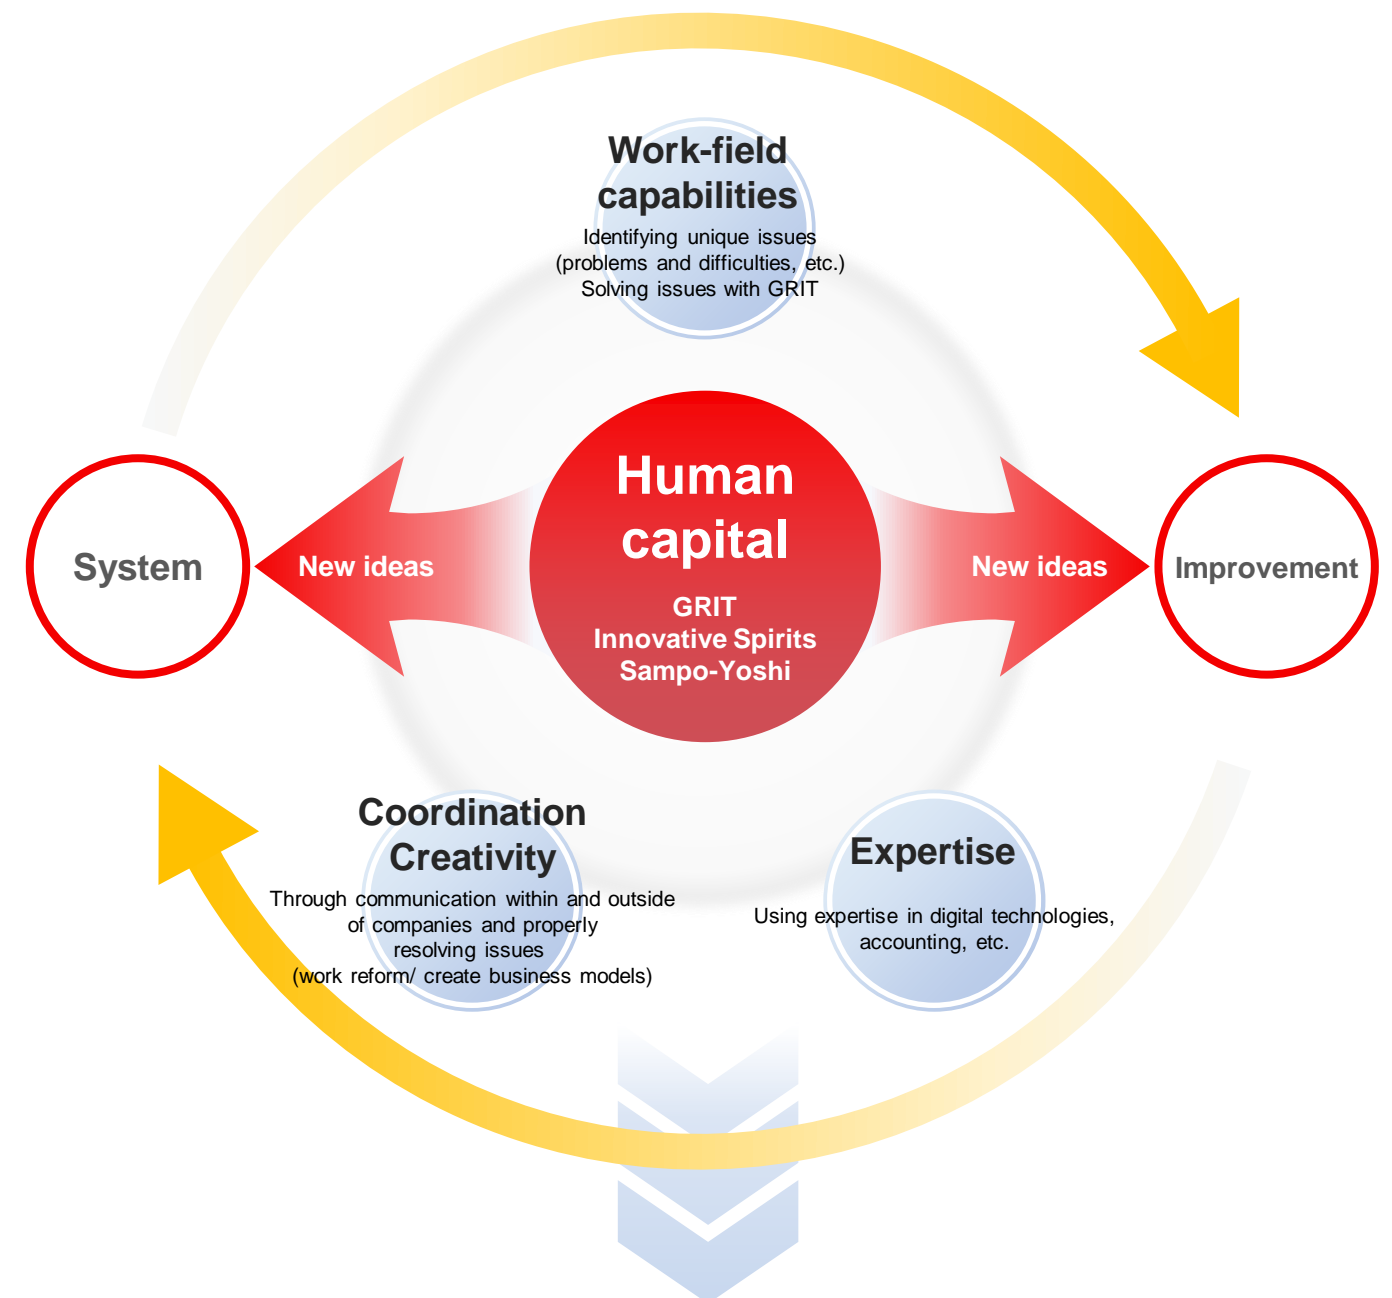 Work-field
capabilities
Identifying unique issues
(problems and difficulties, etc.)
Solving issues with GRIT
Human
capital
GRIT
Innovative Spirits
Sampo-Yoshi
System
New ideas
New ideas
Improvement
Coordination
Creativity
Through communication within and outside
of companies and properly
resolving issues
(work reform/ create business models)
Expertise
Using expertise in digital technologies,
accounting, etc.